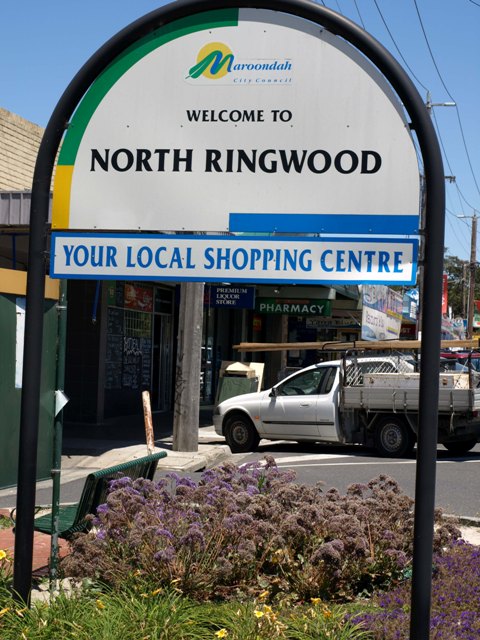 Maroondah
City Council
WELCOME TO
NORTH RINGWOOD
YOUR LOCAL SHOPPING CENTRE
PREMIUM
LIQUOR
STORE
PHARMACY